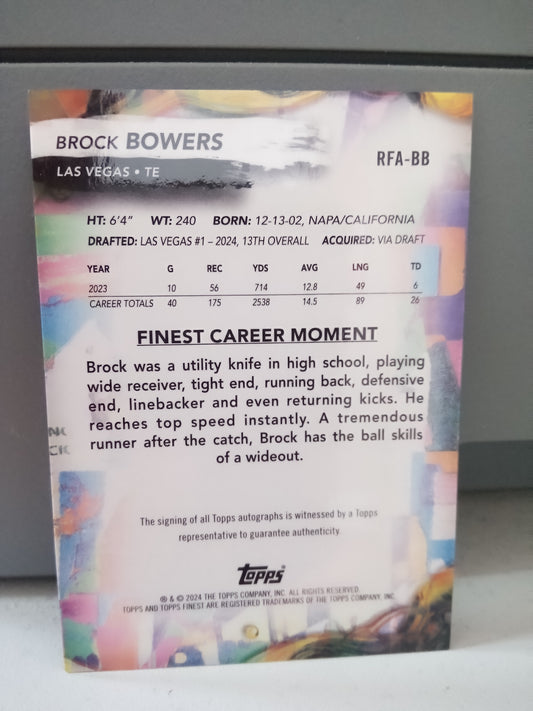 BROCK BOWERS
RFA-BB
LAS VEGAS • TE
HT: 6'4" WT: 240 BORN: 12-13-02, NAPA/CALIFORNIA
DRAFTED: LAS VEGAS #1 – 2024, 13TH OVERALL ACQUIRED: VIA DRAFT
YEAR G REC YDS AVG LNG TD
2023 10 56 714 12.8 49 6
CAREER TOTALS 40 175 2538 14.5 89 26
FINEST CAREER MOMENT
Brock was a utility knife in high school, playing
wide receiver, tight end, running back, defensive
end, linebacker and even returning kicks. He
reaches top speed instantly. A tremendous
runner after the catch, Brock has the ball skills
of a wideout.
The signing of all Topps autographs is witnessed by a Topps
representative to guarantee authenticity
Topps
® & © 2024 THE TOPPS COMPANY, INC. ALL RIGHTS RESERVED.
TOPPS AND TOPPS FINEST ARE REGISTERED TRADEMARKS OF THE TOPPS COMPANY, INC.